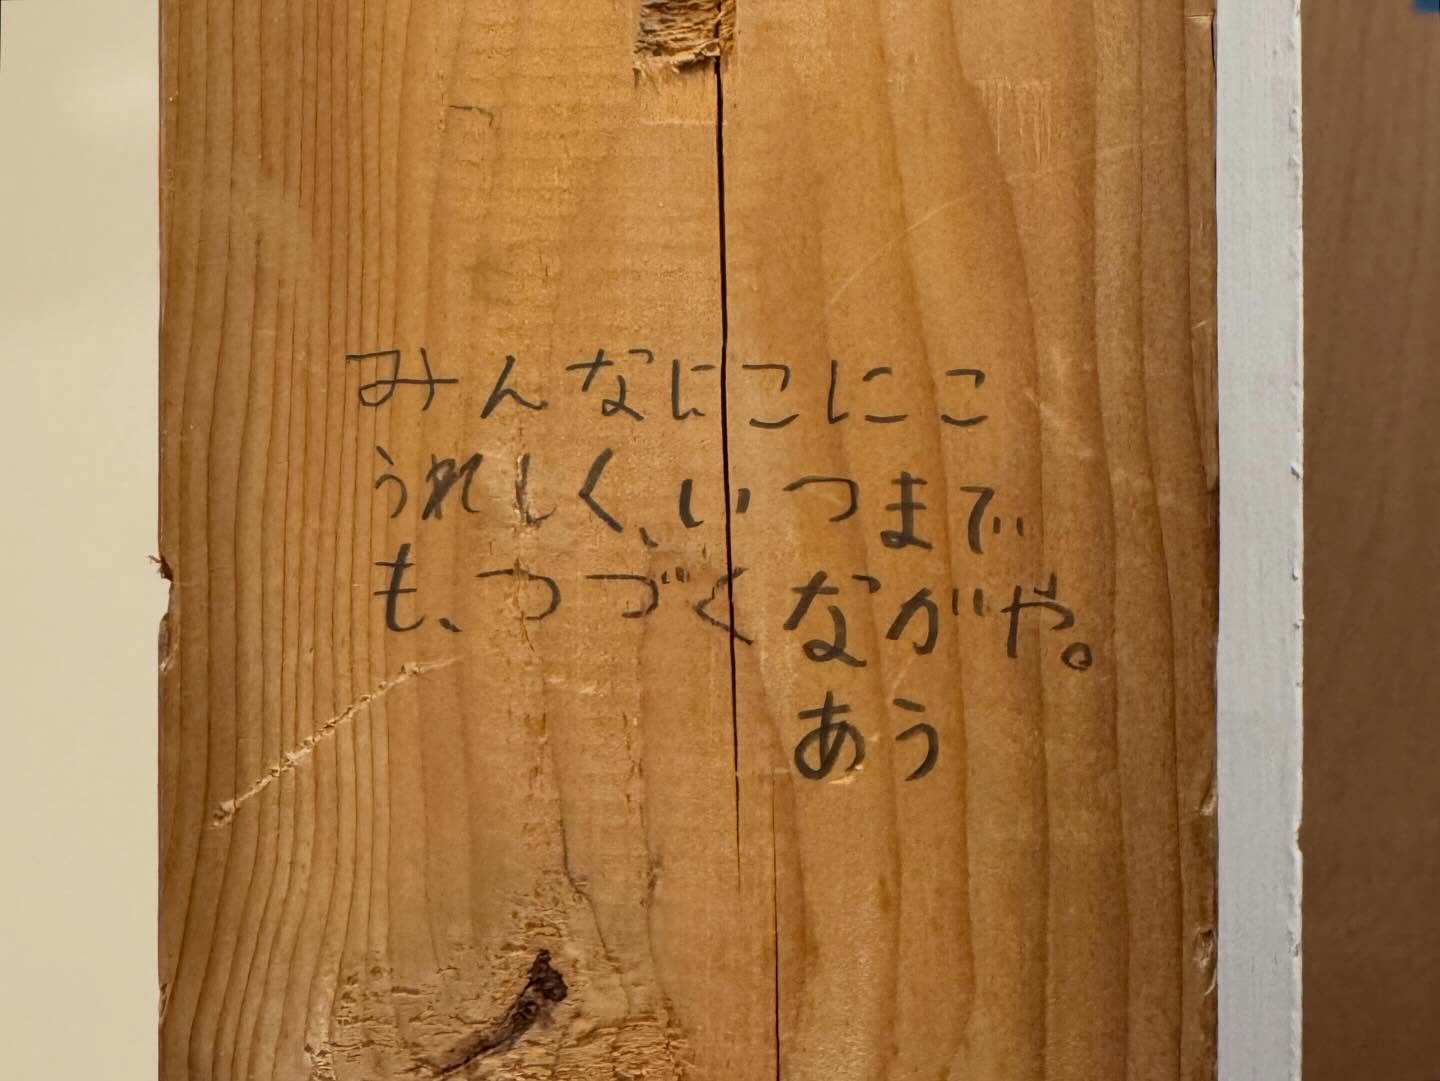 みんなにこにこ
うれしく、いつまで
も、つづくながや。
あう